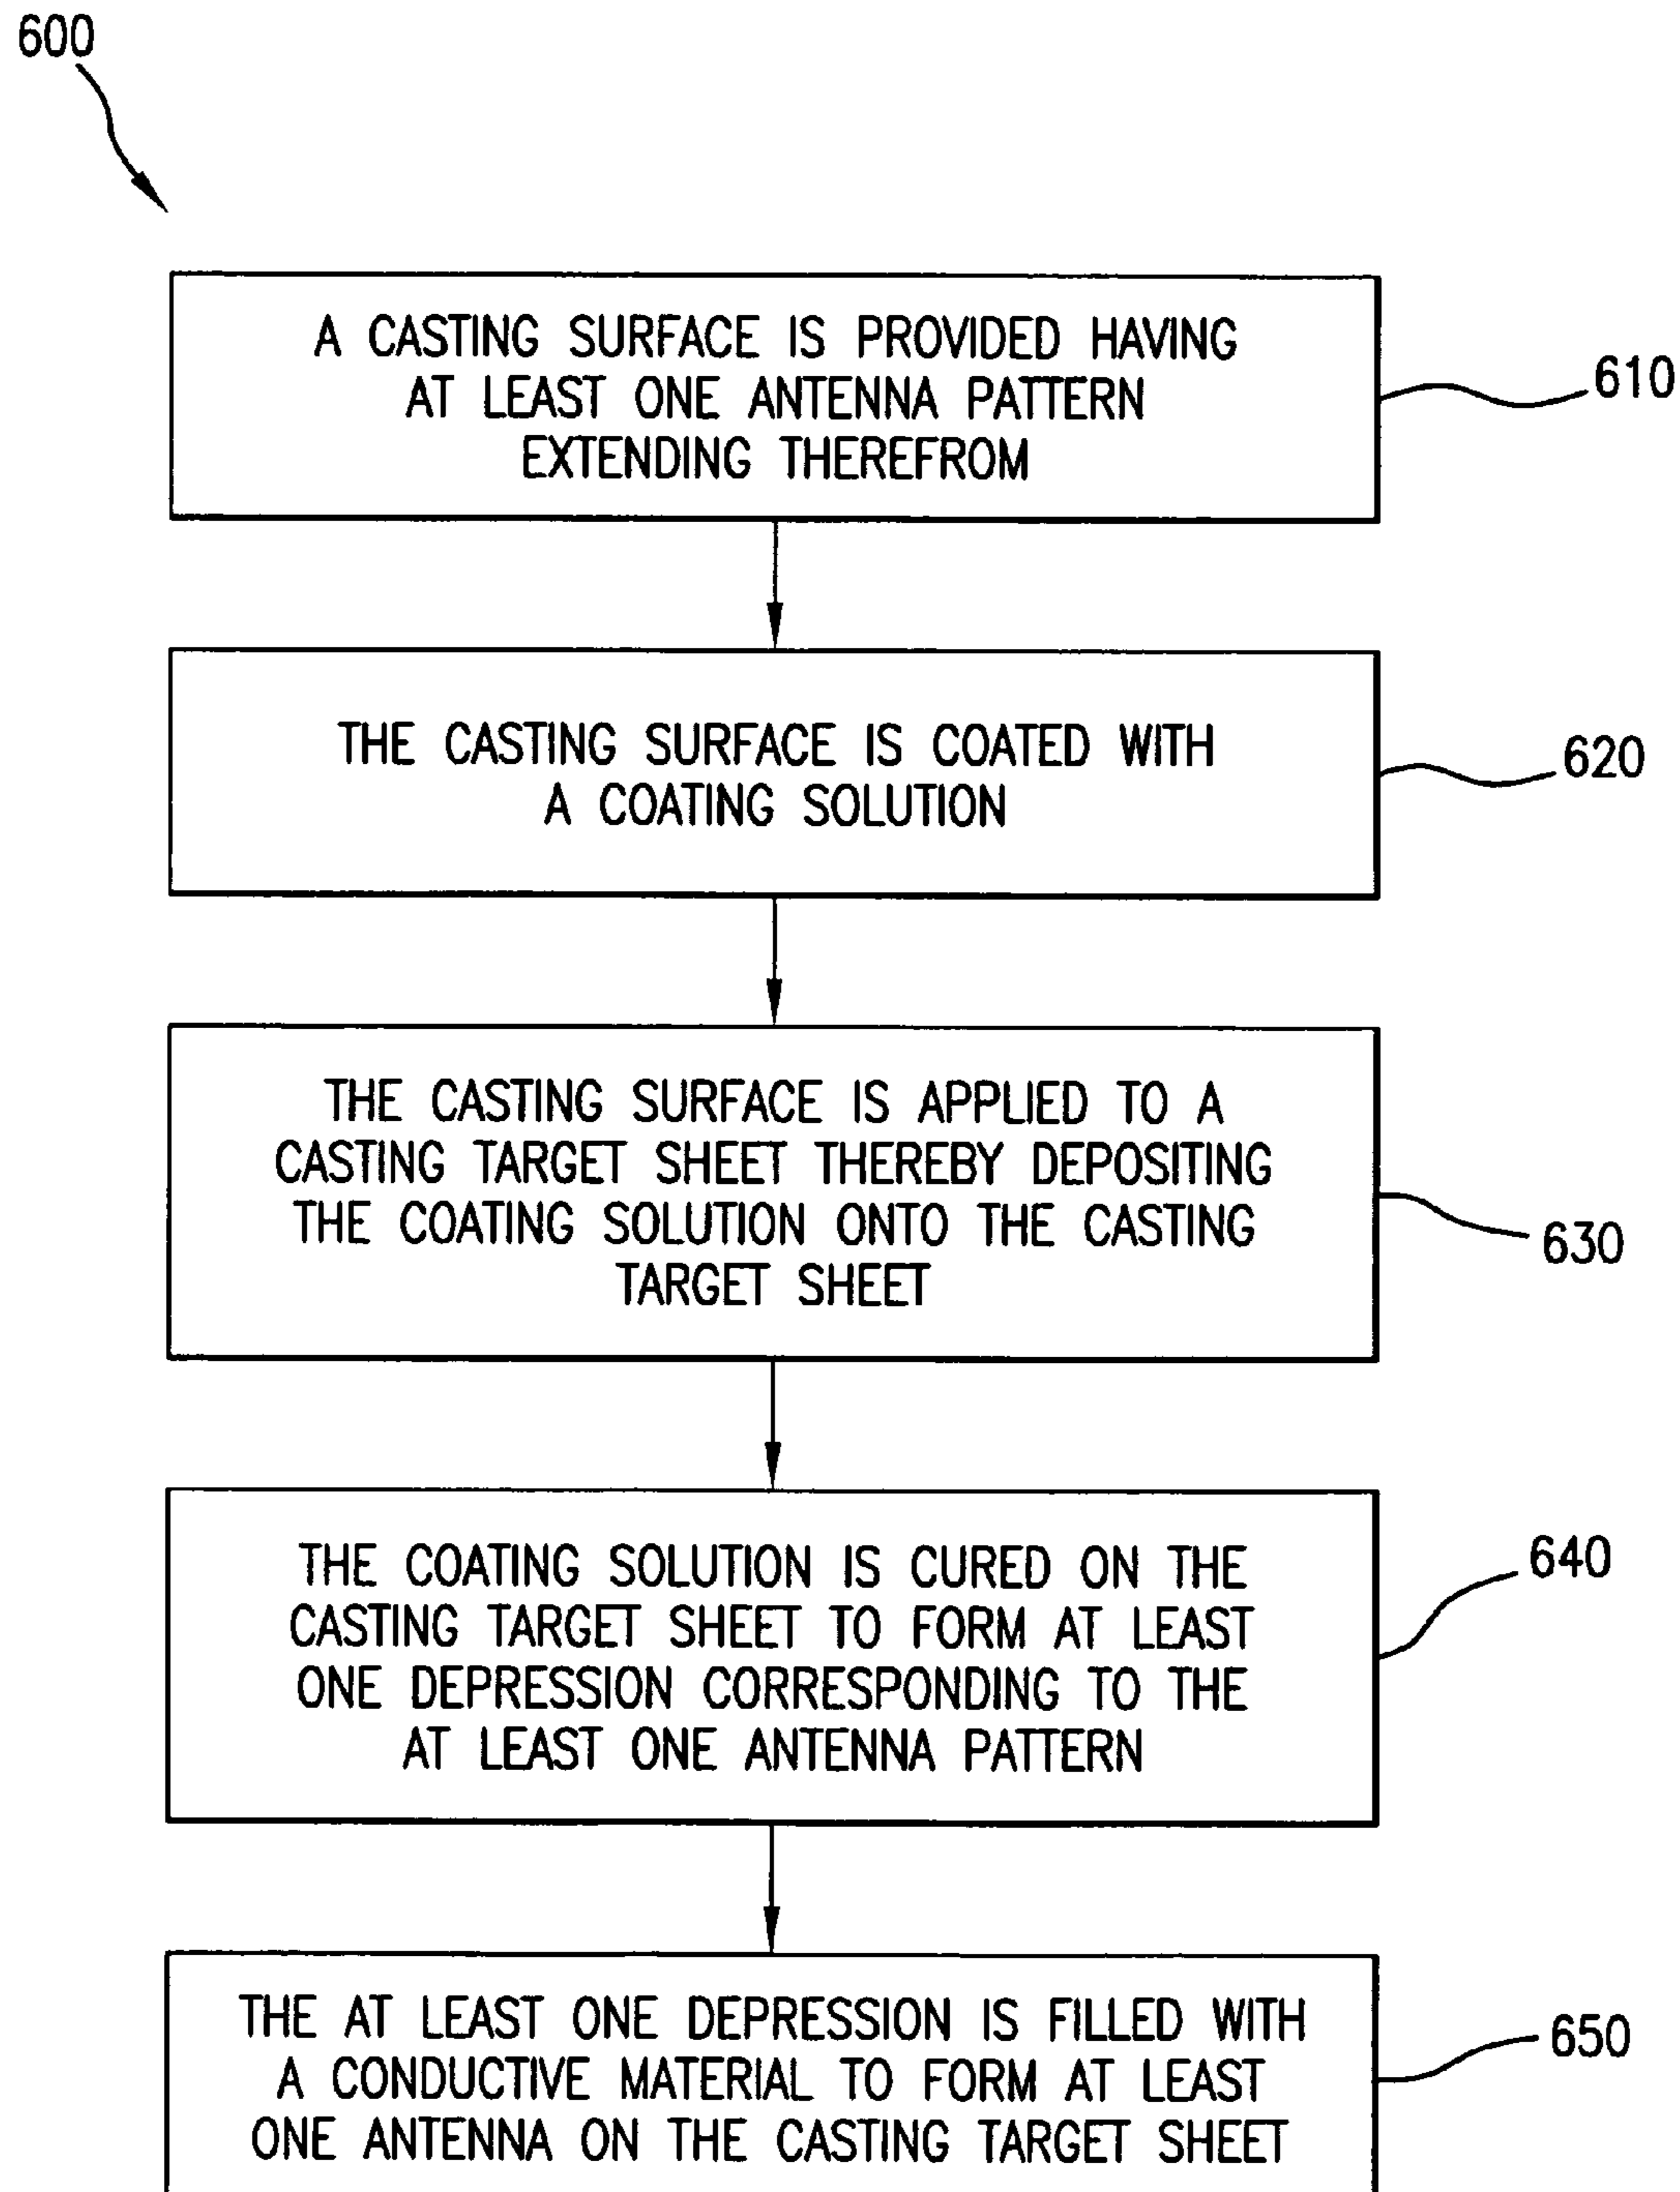 600
A CASTING SURFACE IS PROVIDED HAVING
AT LEAST ONE ANTENNA PATTERN
EXTENDING THEREFROM
610
THE CASTING SURFACE IS COATED WITH
A COATING SOLUTION
620
THE CASTING SURFACE IS APPLIED TO A
CASTING TARGET SHEET THEREBY DEPOSITING
THE COATING SOLUTION ONTO THE CASTING
TARGET SHEET
630
THE COATING SOLUTION IS CURED ON THE
CASTING TARGET SHEET TO FORM AT LEAST
ONE DEPRESSION CORRESPONDING TO THE
AT LEAST ONE ANTENNA PATTERN
640
THE AT LEAST ONE DEPRESSION IS FILLED WITH
A CONDUCTIVE MATERIAL TO FORM AT LEAST
ONE ANTENNA ON THE CASTING TARGET SHEET
650